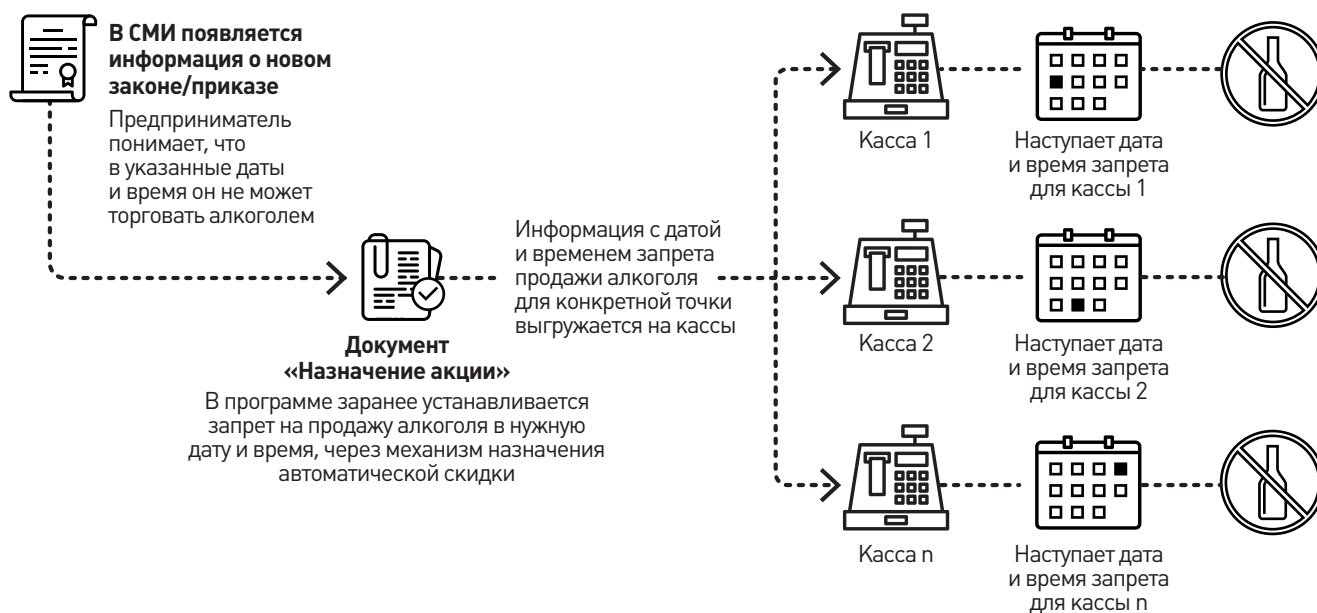 В СМИ появляется
информация о новом
законе/приказе
Предприниматель
понимает, что
в указанные даты
и время он не может
торговать алкоголем
Документ
«Назначение акции»
В программе заранее устанавливается
запрет на продажу алкоголя в нужную
дату и время, через механизм назначения
автоматической скидки
Информация с датой
и временем запрета
продажи алкоголя
для конкретной точки
выгружается на кассы
Касса 1
Наступает дата
и время запрета
для кассы 1
Касса 2
Наступает дата
и время запрета
для кассы 2
Касса n
Наступает дата
и время запрета
для кассы n